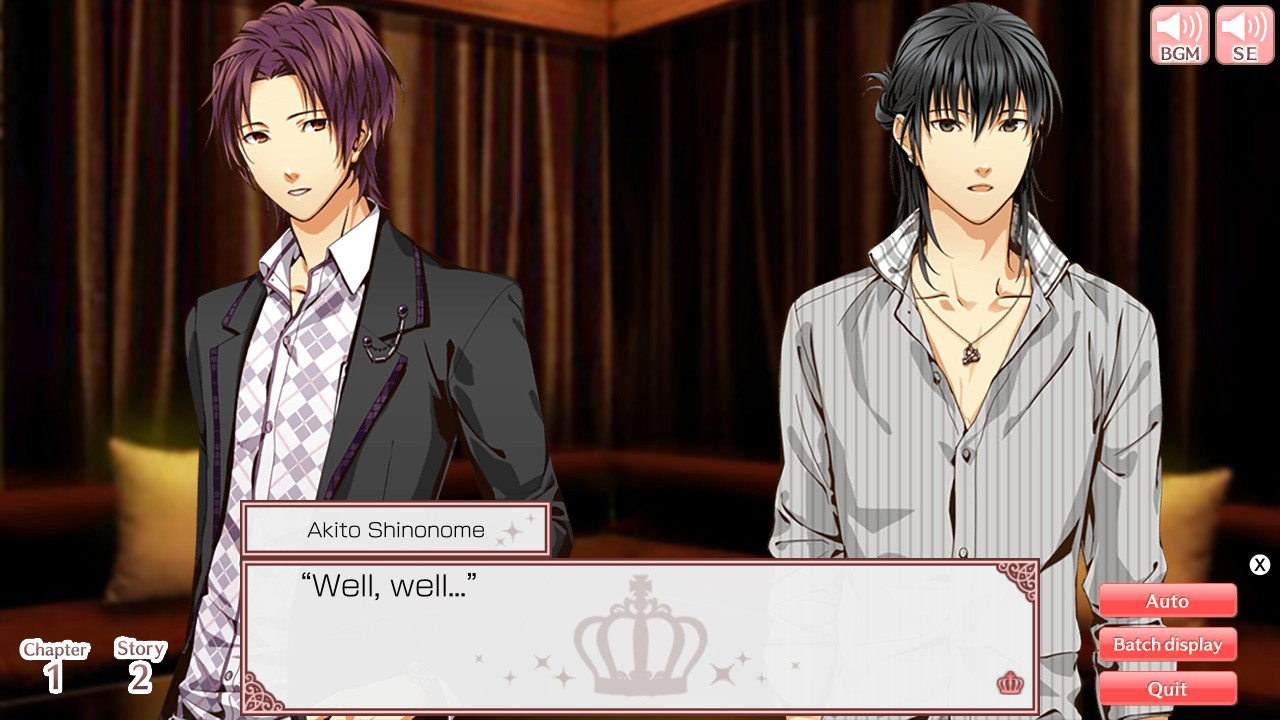 BGM SE
Akito Shinonome
“Well, well...”
X
Auto
Chapter Story
1 2
Batch display
Quit